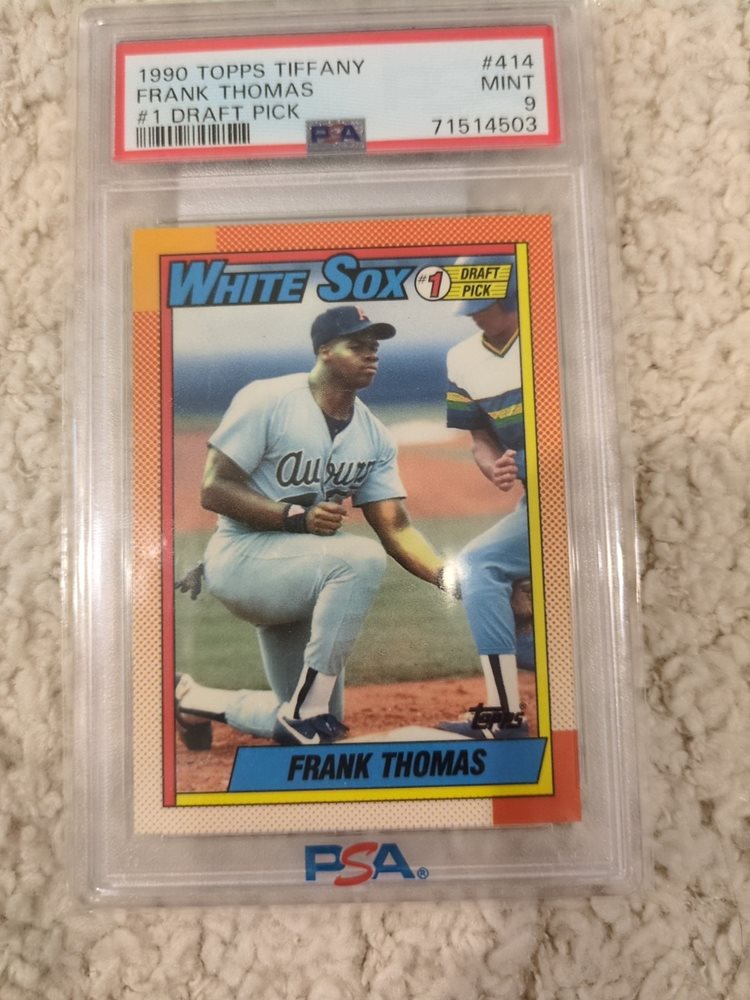 1990 TOPPS TIFFANY #414
FRANK THOMAS MINT
#1 DRAFT PICK 9
PSA 71514503
WHITE SOX #1 DRAFT PICK
A
Auburn
TOPPS®
FRANK THOMAS
PSA®